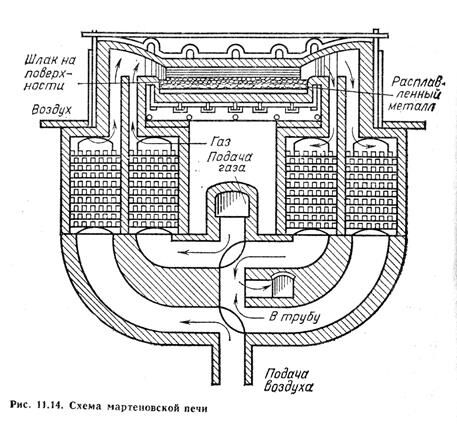 Шлак на
поверх-
ности
Воздух
Расплав-
ленный
металл
Газ
Подача
газа
В трубу
Подача
воздуха
Рис. 11.14. Схема мартеновской печи